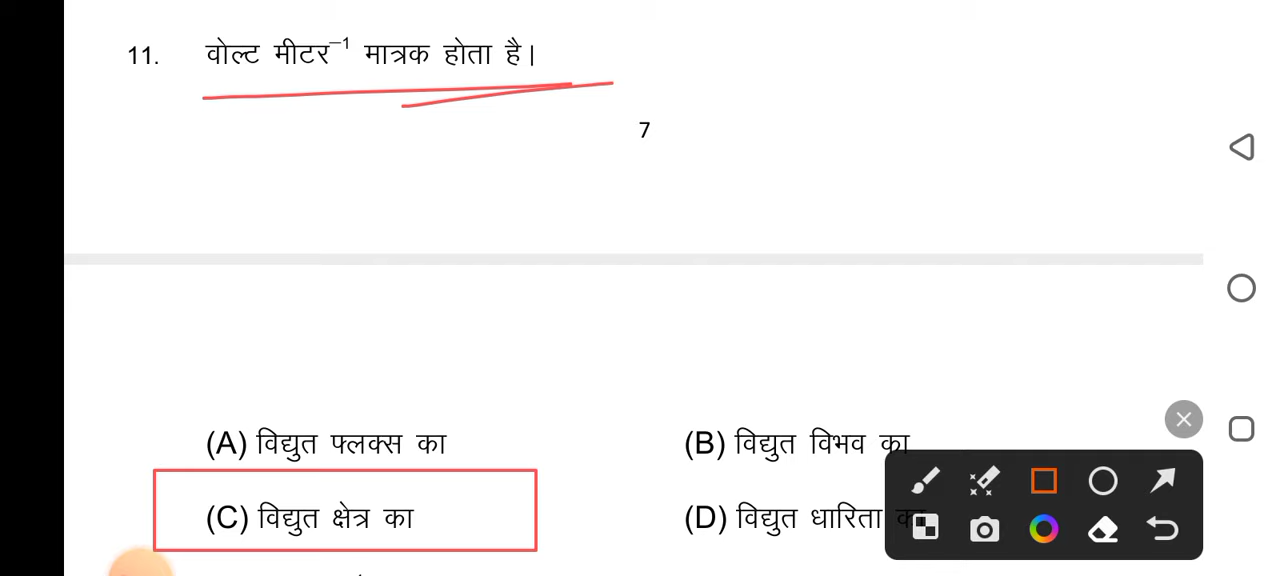 11. वोल्ट मीटर⁻¹ मात्रक होता है।
7
(A) विद्युत फ्लक्स का
(B) विद्युत विभव का
(C) विद्युत क्षेत्र का
(D) विद्युत धारिता का